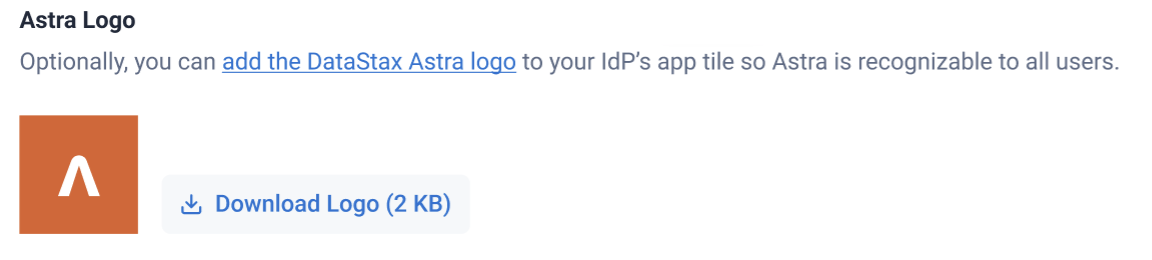 Astra Logo
Optionally, you can add the DataStax Astra logo to your IdP’s app tile so Astra is recognizable to all users.
Download Logo (2 KB)